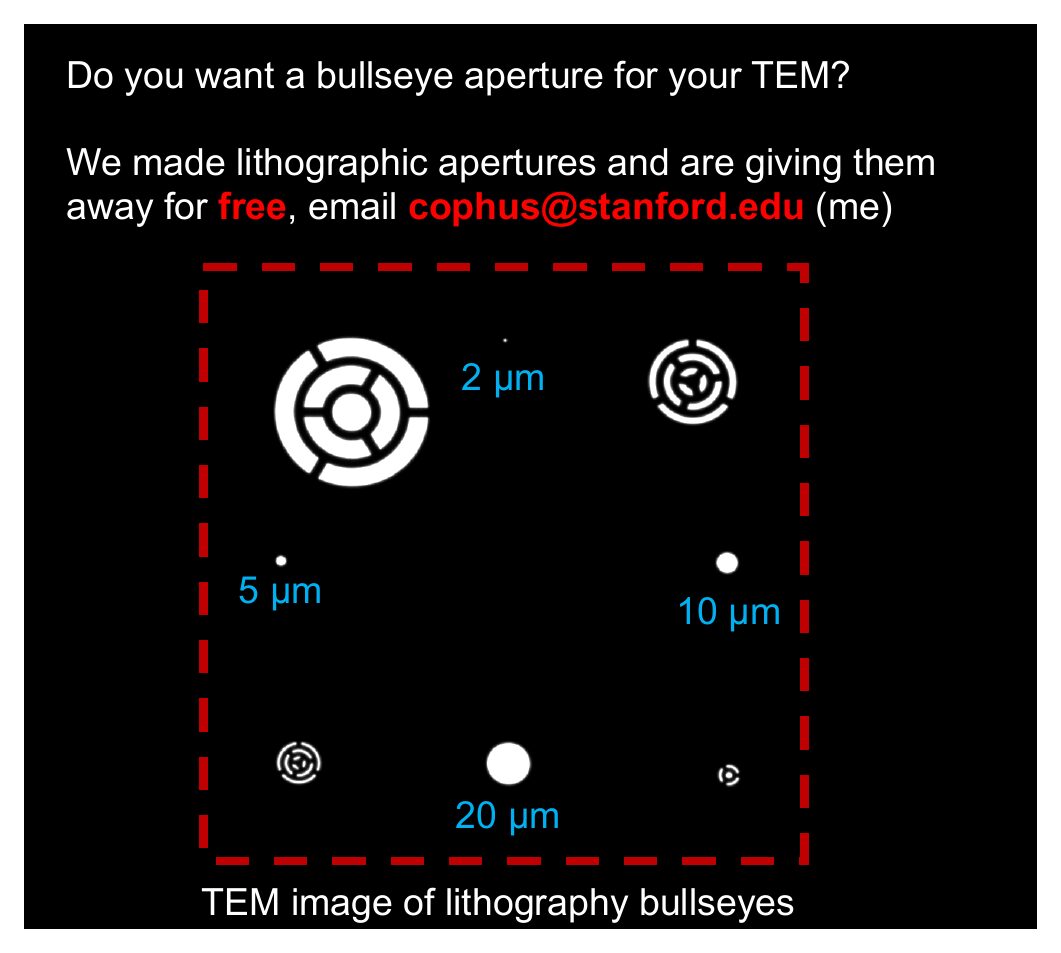 Do you want a bullseye aperture for your TEM?
We made lithographic apertures and are giving them
away for free, email cophus@stanford.edu (me)
2 µm
5 µm
10 µm
20 µm
TEM image of lithography bullseyes